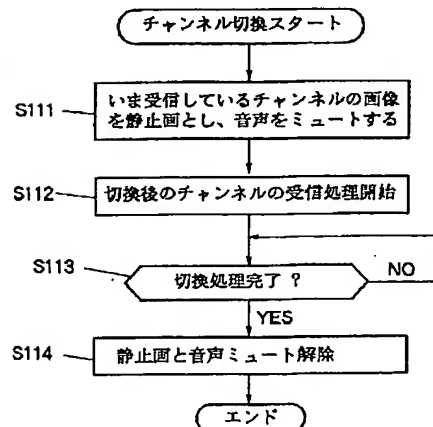 チャンネル切換スタート
S111
いま受信しているチャンネルの画像
を静止画とし、音声をミュートする
S112
切換後のチャンネルの受信処理開始
S113
切換処理完了 ?
NO
YES
S114
静止画と音声ミュート解除
エンド